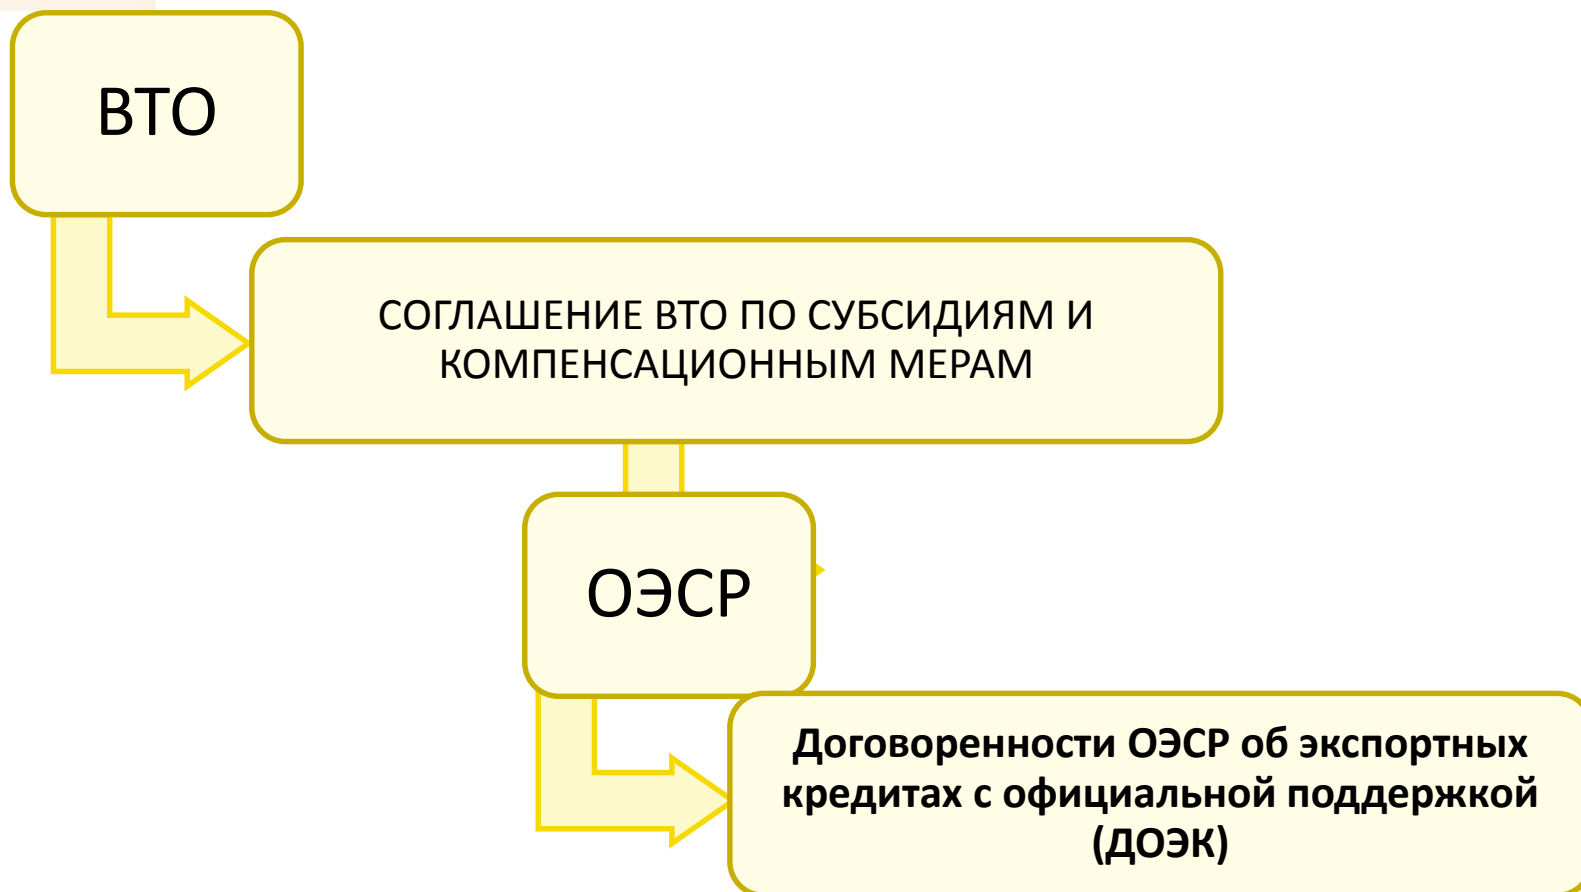 ВТО
СОГЛАШЕНИЕ ВТО ПО СУБСИДИЯМ И
КОМПЕНСАЦИОННЫМ МЕРАМ
ОЭСР
Договоренности ОЭСР об экспортных
кредитах с официальной поддержкой
(ДОЭК)